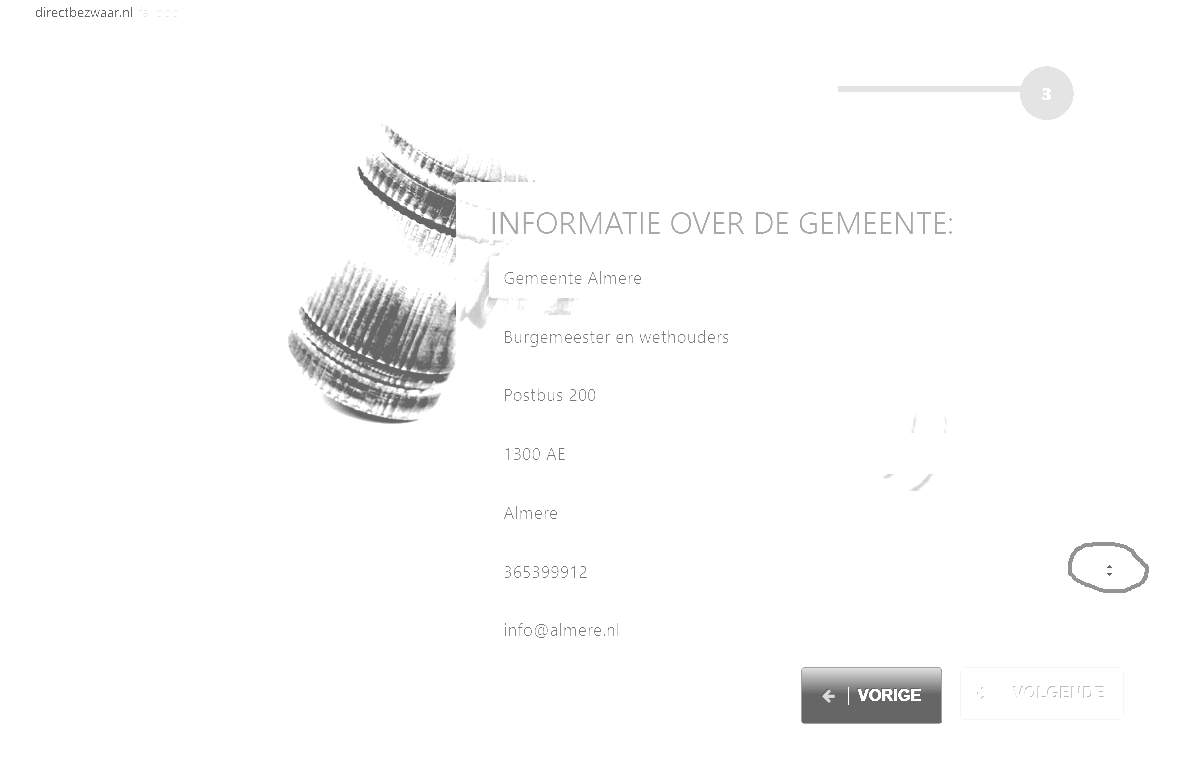 directbezwaar.nl
3
INFORMATIE OVER DE GEMEENTE:
Gemeente Almere
Burgemeester en wethouders
Postbus 200
1300 AE
Almere
365399912
info@almere.nl
VORIGE
VOLGENDE